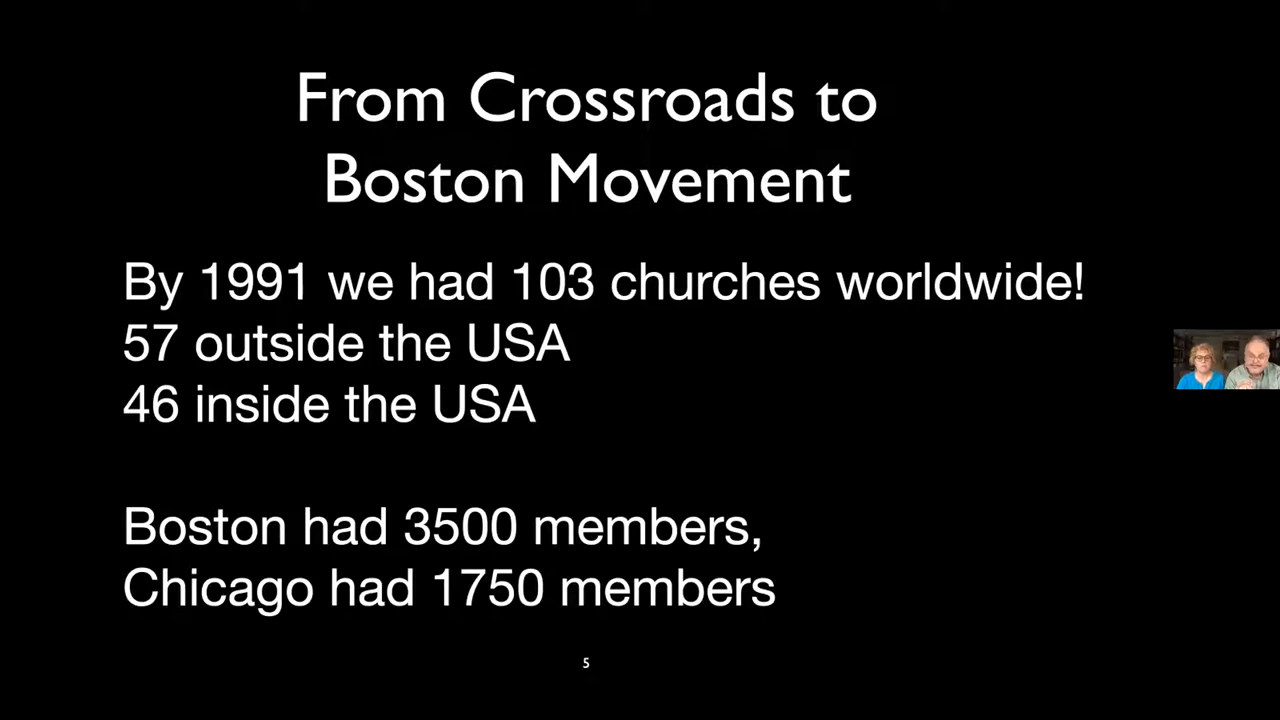 From Crossroads to
Boston Movement
By 1991 we had 103 churches worldwide!
57 outside the USA
46 inside the USA
Boston had 3500 members,
Chicago had 1750 members
5